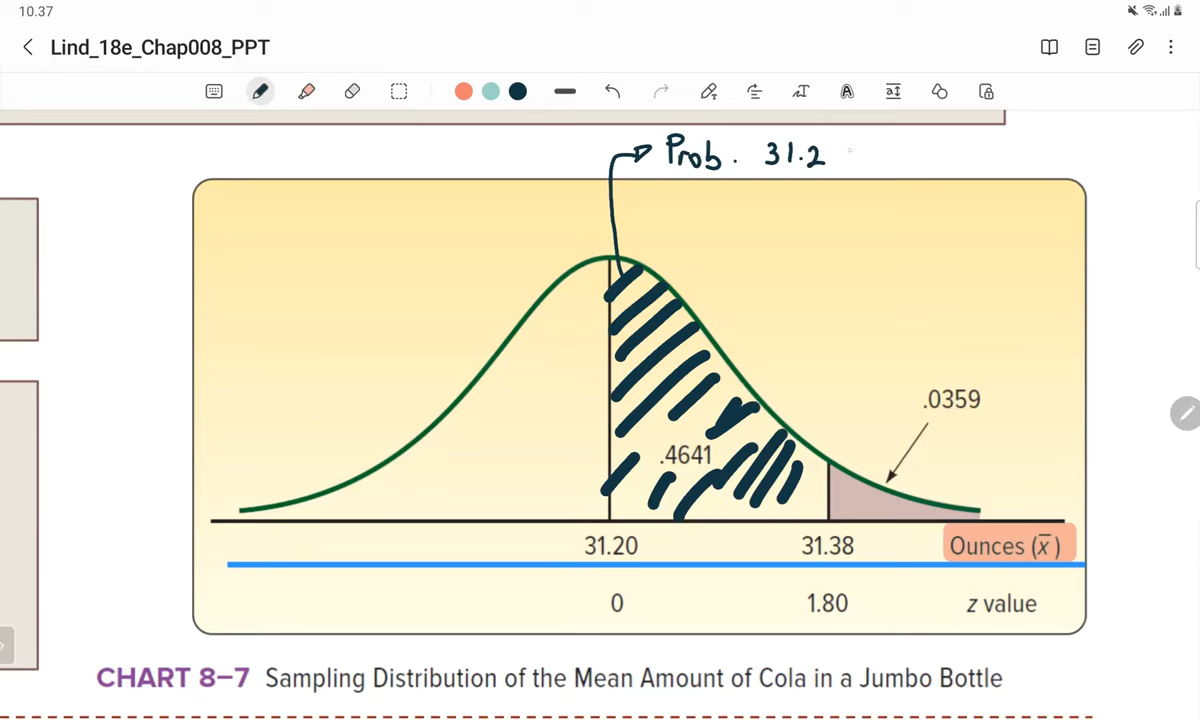 10.37
Lind_18e_Chap008_PPT
Prob. 31.2
.0359
.4641
31.20 31.38 Ounces (x̅)
0 1.80 z value
CHART 8–7 Sampling Distribution of the Mean Amount of Cola in a Jumbo Bottle